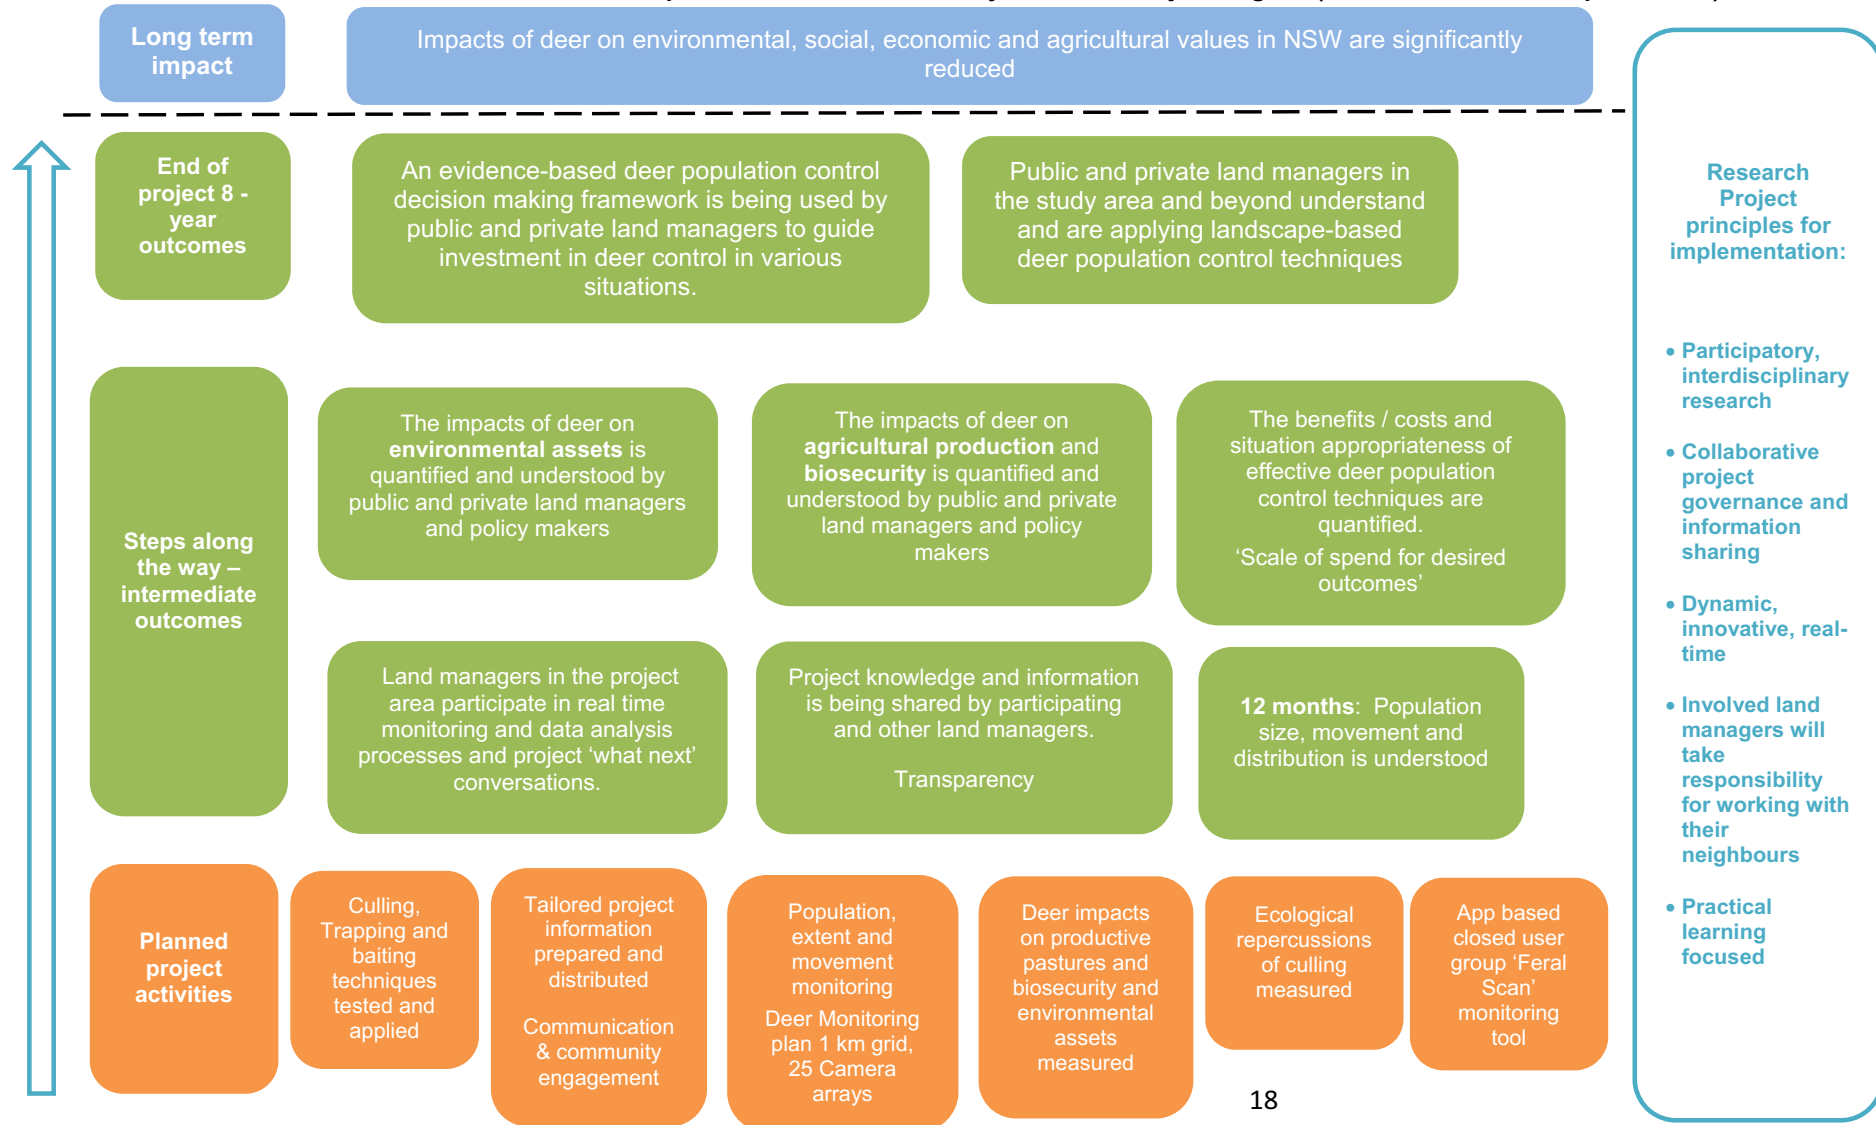 Long term
impact
Impacts of deer on environmental, social, economic and agricultural values in NSW are significantly
reduced
End of
project 8 -
year
outcomes
An evidence-based deer population control
decision making framework is being used by
public and private land managers to guide
investment in deer control in various
situations.
Public and private land managers in
the study area and beyond understand
and are applying landscape-based
deer population control techniques
Steps along
the way –
intermediate
outcomes
The impacts of deer on
environmental assets is
quantified and understood by
public and private land managers
and policy makers
The impacts of deer on
agricultural production and
biosecurity is quantified and
understood by public and private
land managers and policy
makers
The benefits / costs and
situation appropriateness of
effective deer population
control techniques are
quantified.
‘Scale of spend for desired
outcomes’
Land managers in the project
area participate in real time
monitoring and data analysis
processes and project ‘what next’
conversations.
Project knowledge and information
is being shared by participating
and other land managers.
Transparency
12 months: Population
size, movement and
distribution is understood
Planned
project
activities
Culling,
Trapping and
baiting
techniques
tested and
applied
Tailored project
information
prepared and
distributed
Communication
& community
engagement
Population,
extent and
movement
monitoring
Deer Monitoring
plan 1 km grid,
25 Camera
arrays
Deer impacts
on productive
pastures and
biosecurity and
environmental
assets
measured
Ecological
repercussions
of culling
measured
App based
closed user
group ‘Feral
Scan’
monitoring
tool
Research
Project
principles for
implementation:
• Participatory,
interdisciplinary
research
• Collaborative
project
governance and
information
sharing
• Dynamic,
innovative, real-
time
• Involved land
managers will
take
responsibility
for working with
their
neighbours
• Practical
learning
focused
18